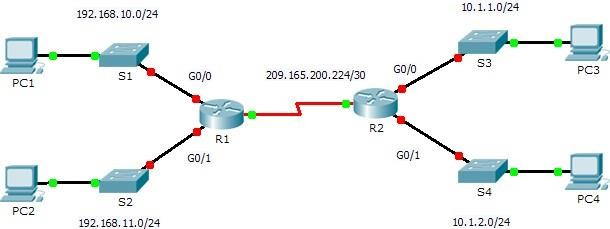 192.168.10.0/24
10.1.1.0/24
PC1
S1
S3
PC3
G0/0
209.165.200.224/30
G0/0
R1
R2
G0/1
G0/1
PC2
S2
S4
PC4
192.168.11.0/24
10.1.2.0/24